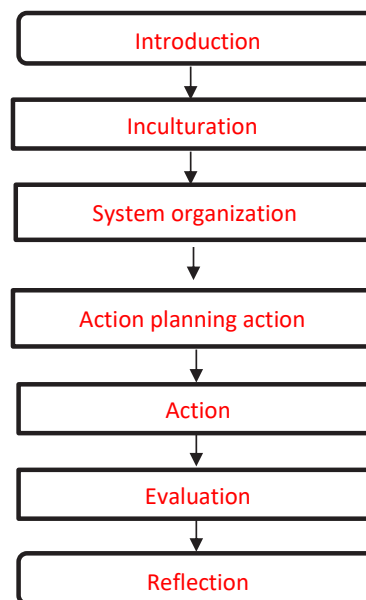 Introduction
Inculturation
System organization
Action planning action
Action
Evaluation
Reflection